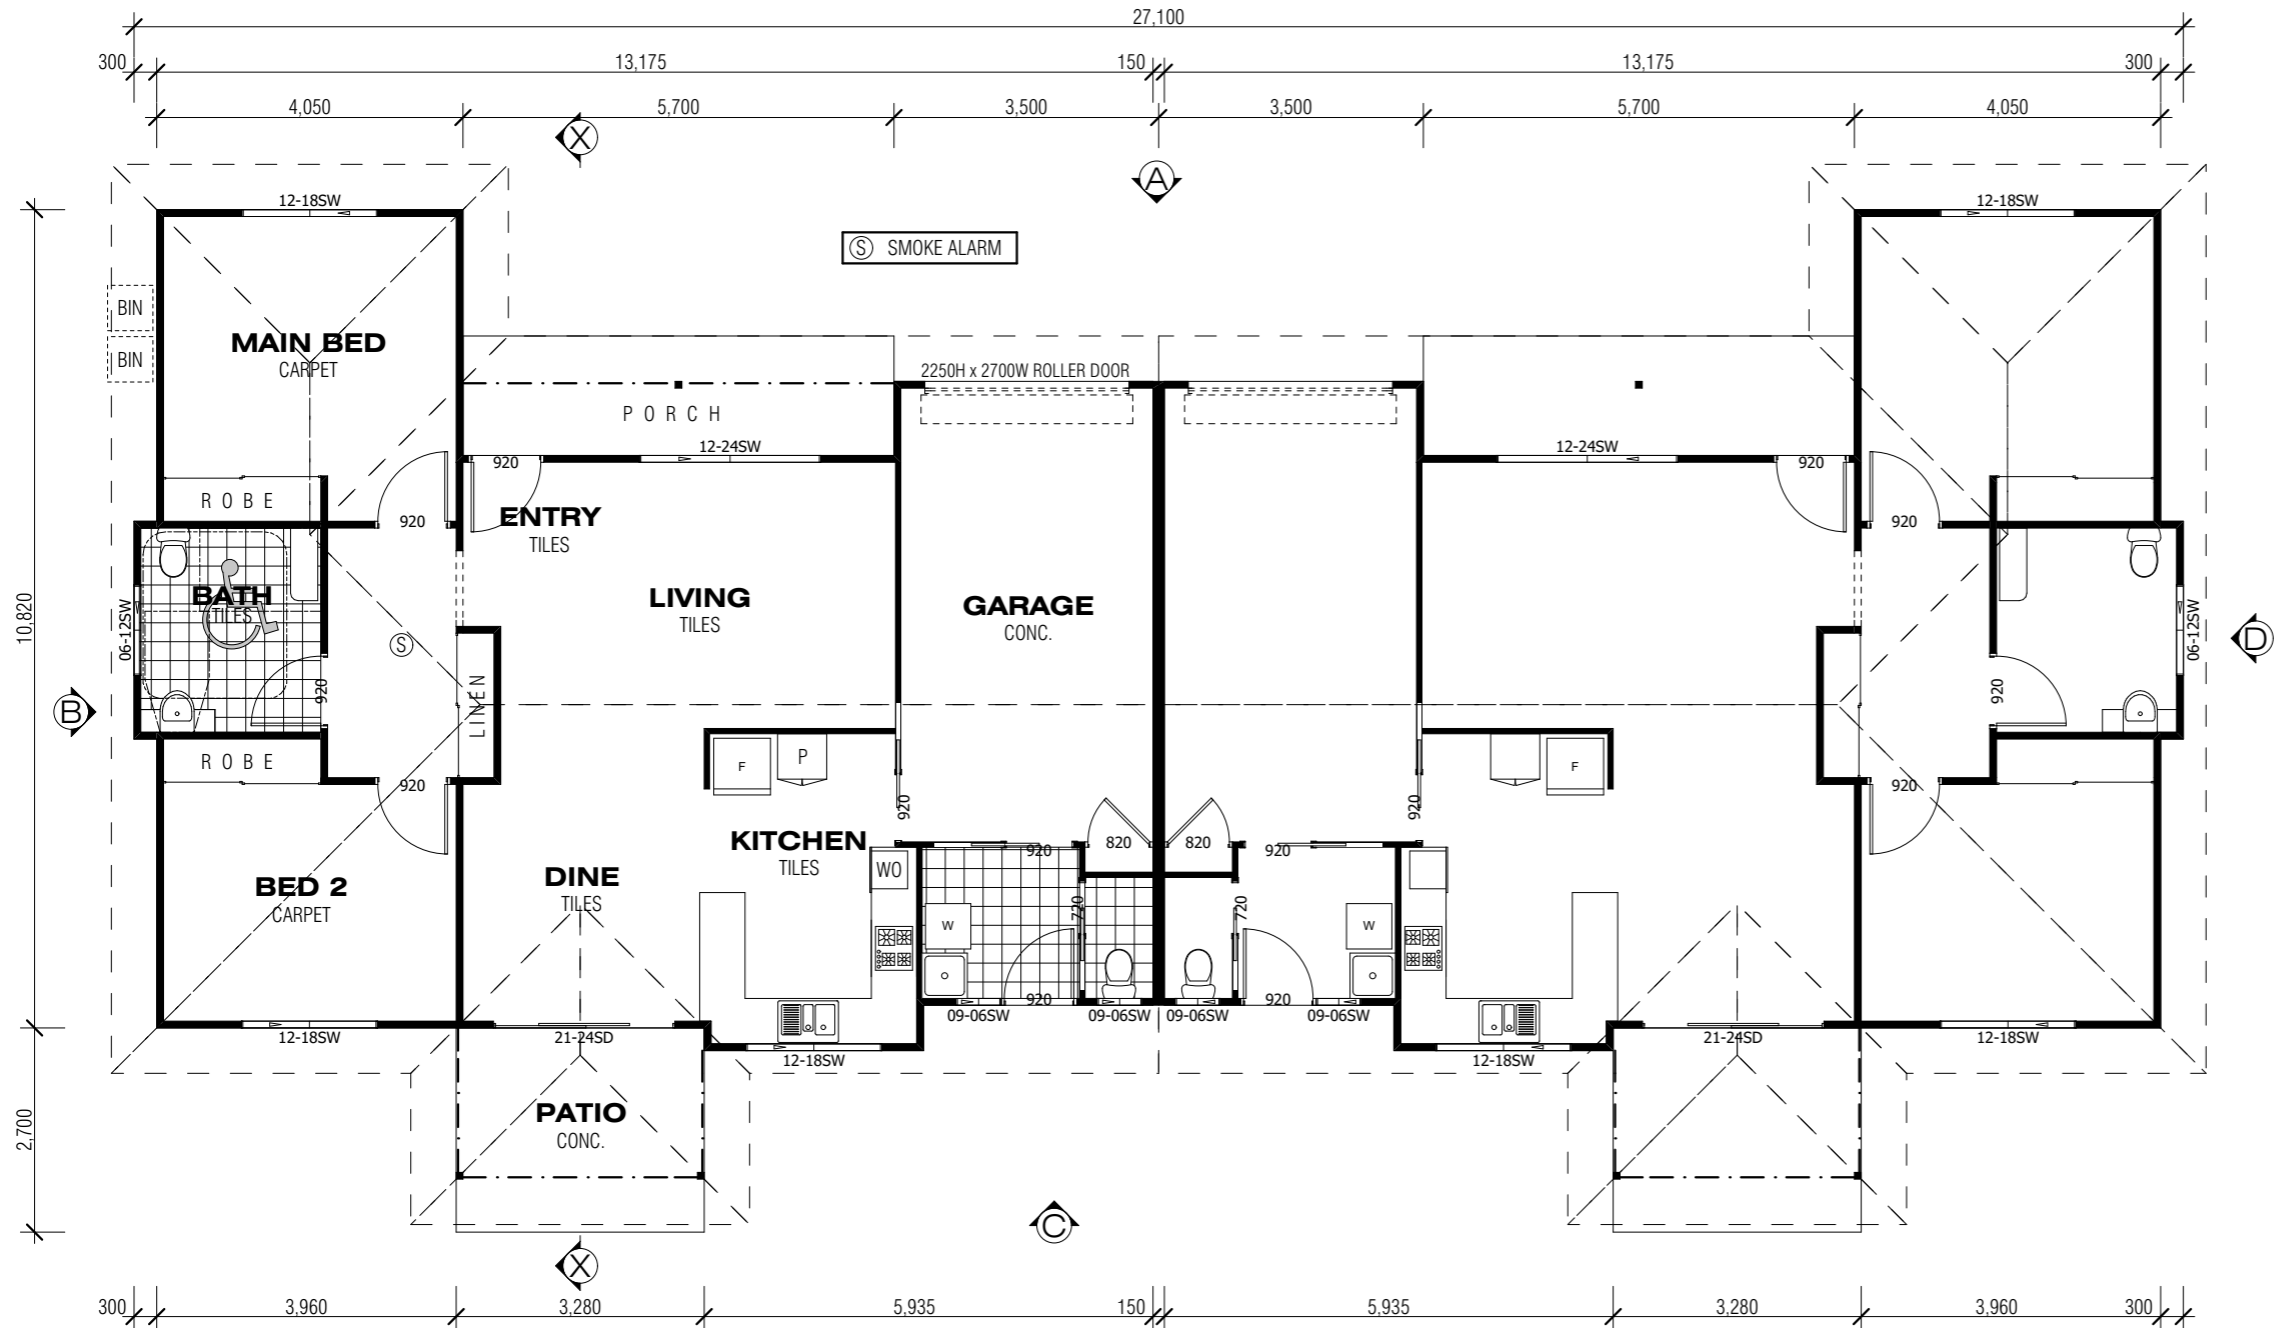 27,100
300 13,175 150 13,175 300
4,050 5,700 3,500 3,500 5,700 4,050
X
A
12-18SW 12-18SW
S SMOKE ALARM
BIN
BIN
MAIN BED
CARPET
2250H x 2700W ROLLER DOOR
PORCH
12-24SW 12-24SW
920 920
ROBE
920 920
ENTRY
TILES
10,820
BATH
TILES
06-12SW
S
LIVING
TILES
GARAGE
CONC.
06-12SW
D
B
920
LINEN
920
ROBE
F P F
920 920
920 920
KITCHEN
TILES
WO
920 820 820 920
BED 2
CARPET
DINE
TILES
W 720 720 W
920 920
09-06SW 09-06SW 09-06SW 09-06SW
12-18SW 21-24SD 21-24SD 12-18SW
12-18SW 12-18SW
2,700
PATIO
CONC.
C
X
300 3,960 3,280 5,935 150 5,935 3,280 3,960 300